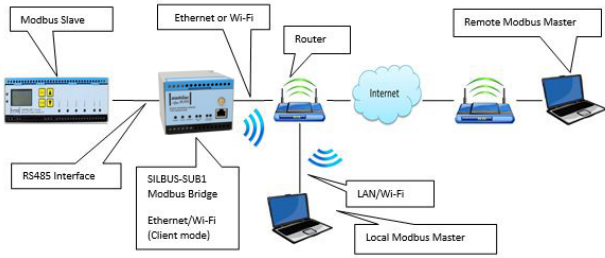 Modbus Slave
Ethernet or Wi-Fi
Router
Remote Modbus Master
Internet
RS485 Interface
SILBUS-SUB1
Modbus Bridge
Ethernet/Wi-Fi
(Client mode)
LAN/Wi-Fi
Local Modbus Master